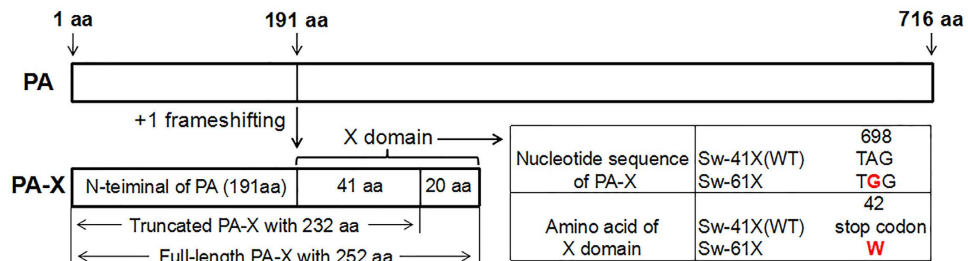 1 aa 191 aa 716 aa
PA
+1 frameshifting
X domain
PA-X
N-teiminal of PA (191aa) 41 aa 20 aa
Truncated PA-X with 232 aa
Full-length PA-X with 252 aa
698
Nucleotide sequence Sw-41X(WT) TAG
of PA-X Sw-61X TGG
42
Amino acid of Sw-41X(WT) stop codon
X domain Sw-61X W